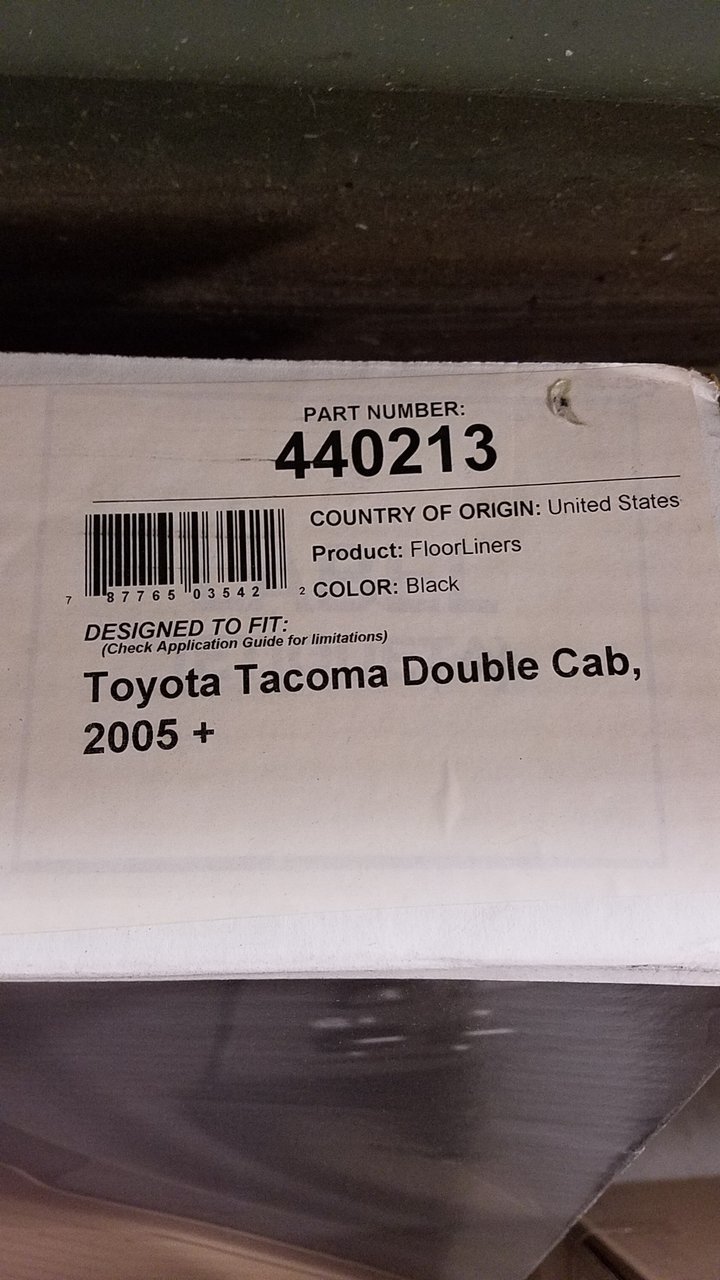 PART NUMBER:
440213
COUNTRY OF ORIGIN: United States
Product: FloorLiners
COLOR: Black
7 87765 03542 2
DESIGNED TO FIT:
(Check Application Guide for limitations)
Toyota Tacoma Double Cab,
2005 +